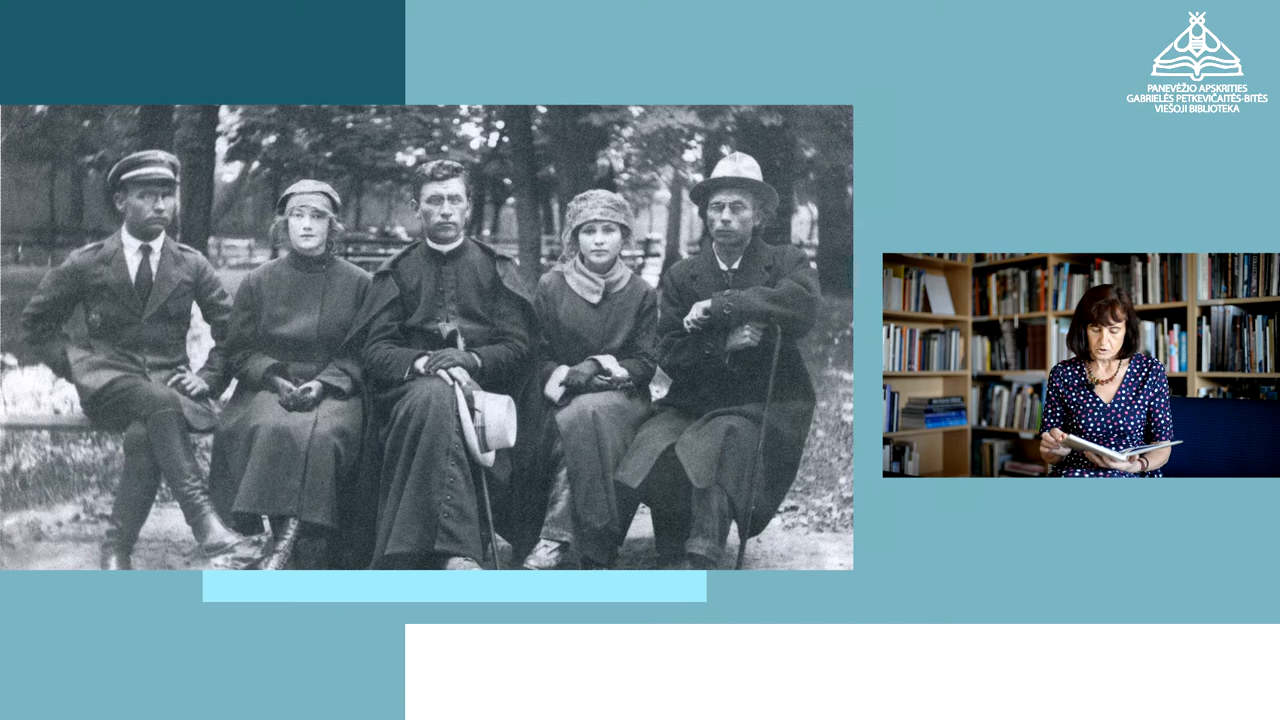 PANEVĖŽIO APSKRITIES
GABRIELĖS PETKEVIČAITĖS-BITĖS
VIEŠOJI BIBLIOTEKA